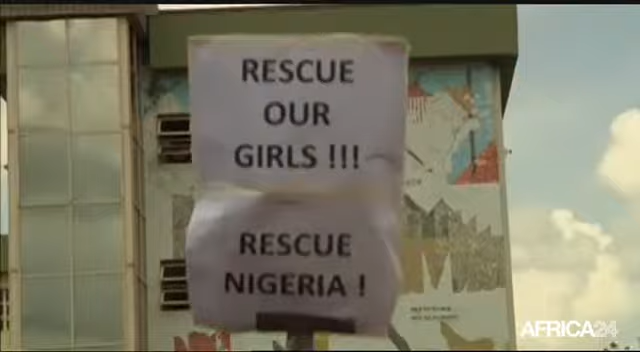 RESCUE
OUR
GIRLS !!!
RESCUE
NIGERIA !
AFRICA24